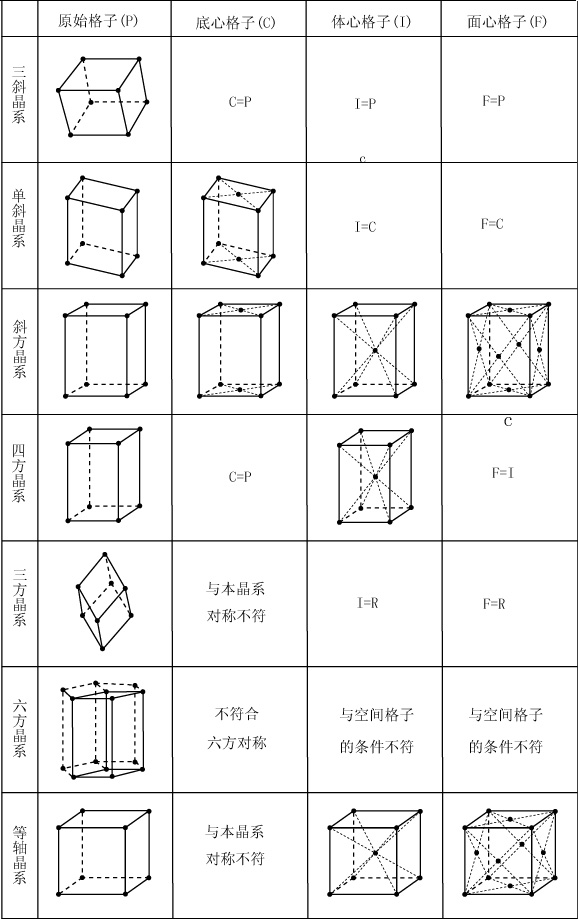 原始格子(P)
底心格子(C)
体心格子(I)
面心格子(F)
三斜晶系
C=P
I=P
F=P
c
单斜晶系
I=C
F=C
斜方晶系
c
四方晶系
C=P
F=I
三方晶系
与本晶系
对称不符
I=R
F=R
六方晶系
不符合
六方对称
与空间格子
的条件不符
与空间格子
的条件不符
等轴晶系
与本晶系
对称不符